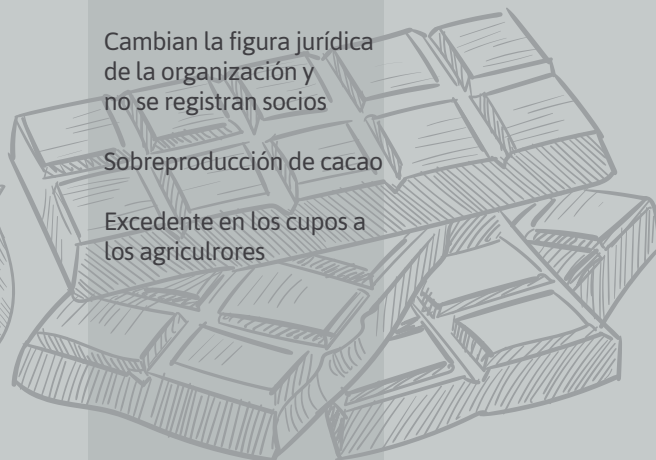 Cambian la figura jurídica
de la organización y
no se registran socios
Sobreproducción de cacao
Excedente en los cupos a
los agriculrores